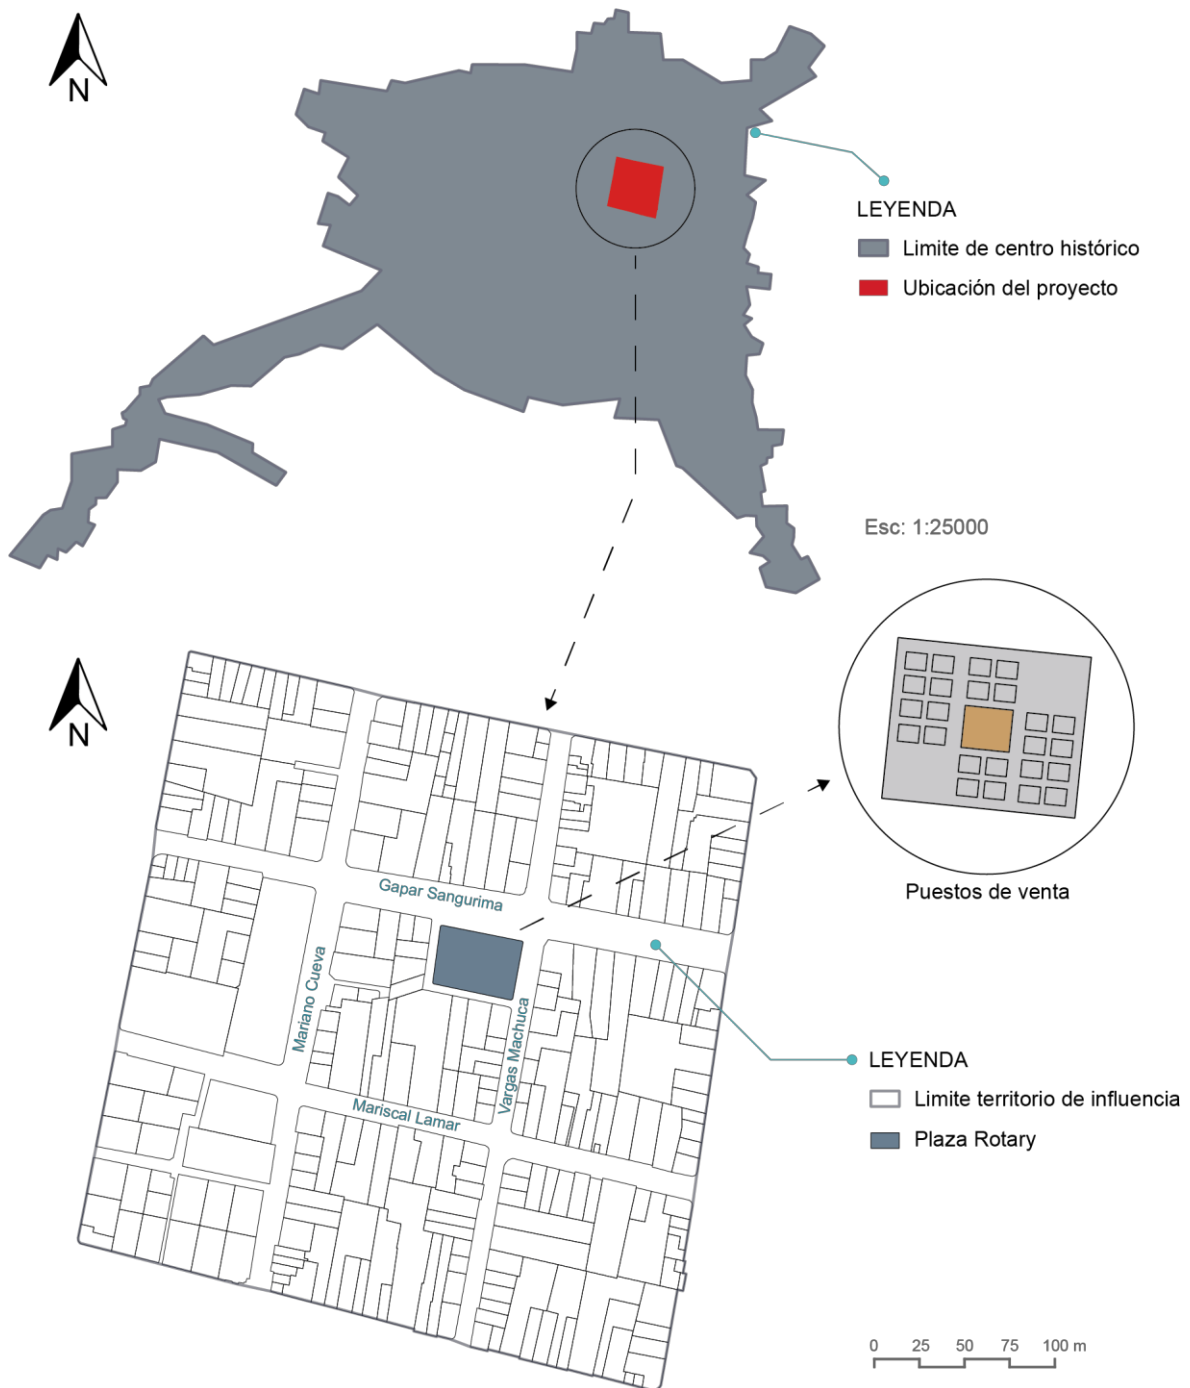 N
LEYENDA
Limite de centro histórico
Ubicación del proyecto
Esc: 1:25000
N
Puestos de venta
Gapar Sangurima
Mariano Cueva
Vargas Machuca
Mariscal Lamar
LEYENDA
Limite territorio de influencia
Plaza Rotary
0 25 50 75 100 m